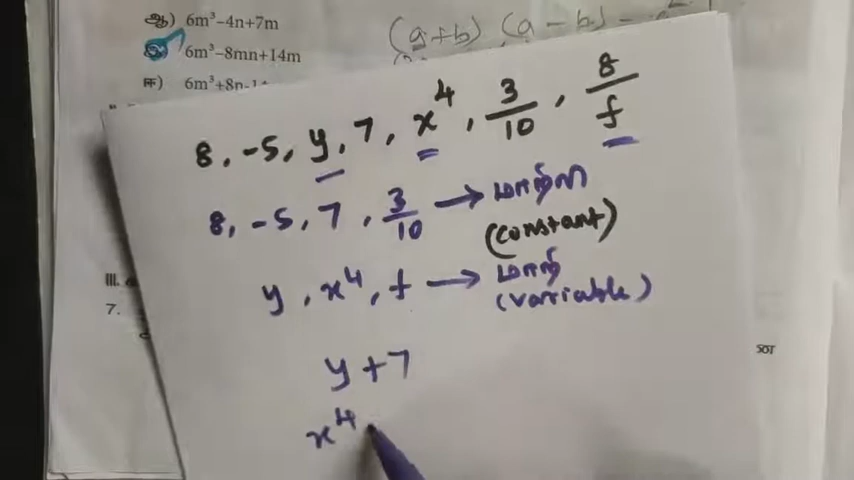 ஆ) 6m³-4n+7m
(a+b) (a-b) -
6m³-8mn+14m
ஈ) 6m³+8n-1
8, -5, y, 7, x⁴, 3/10, 8/f
8, -5, 7, 3/10 → மாறிலி
(constant)
y, x⁴, f → மாறி
(variable)
III.
y + 7
7.
x⁴